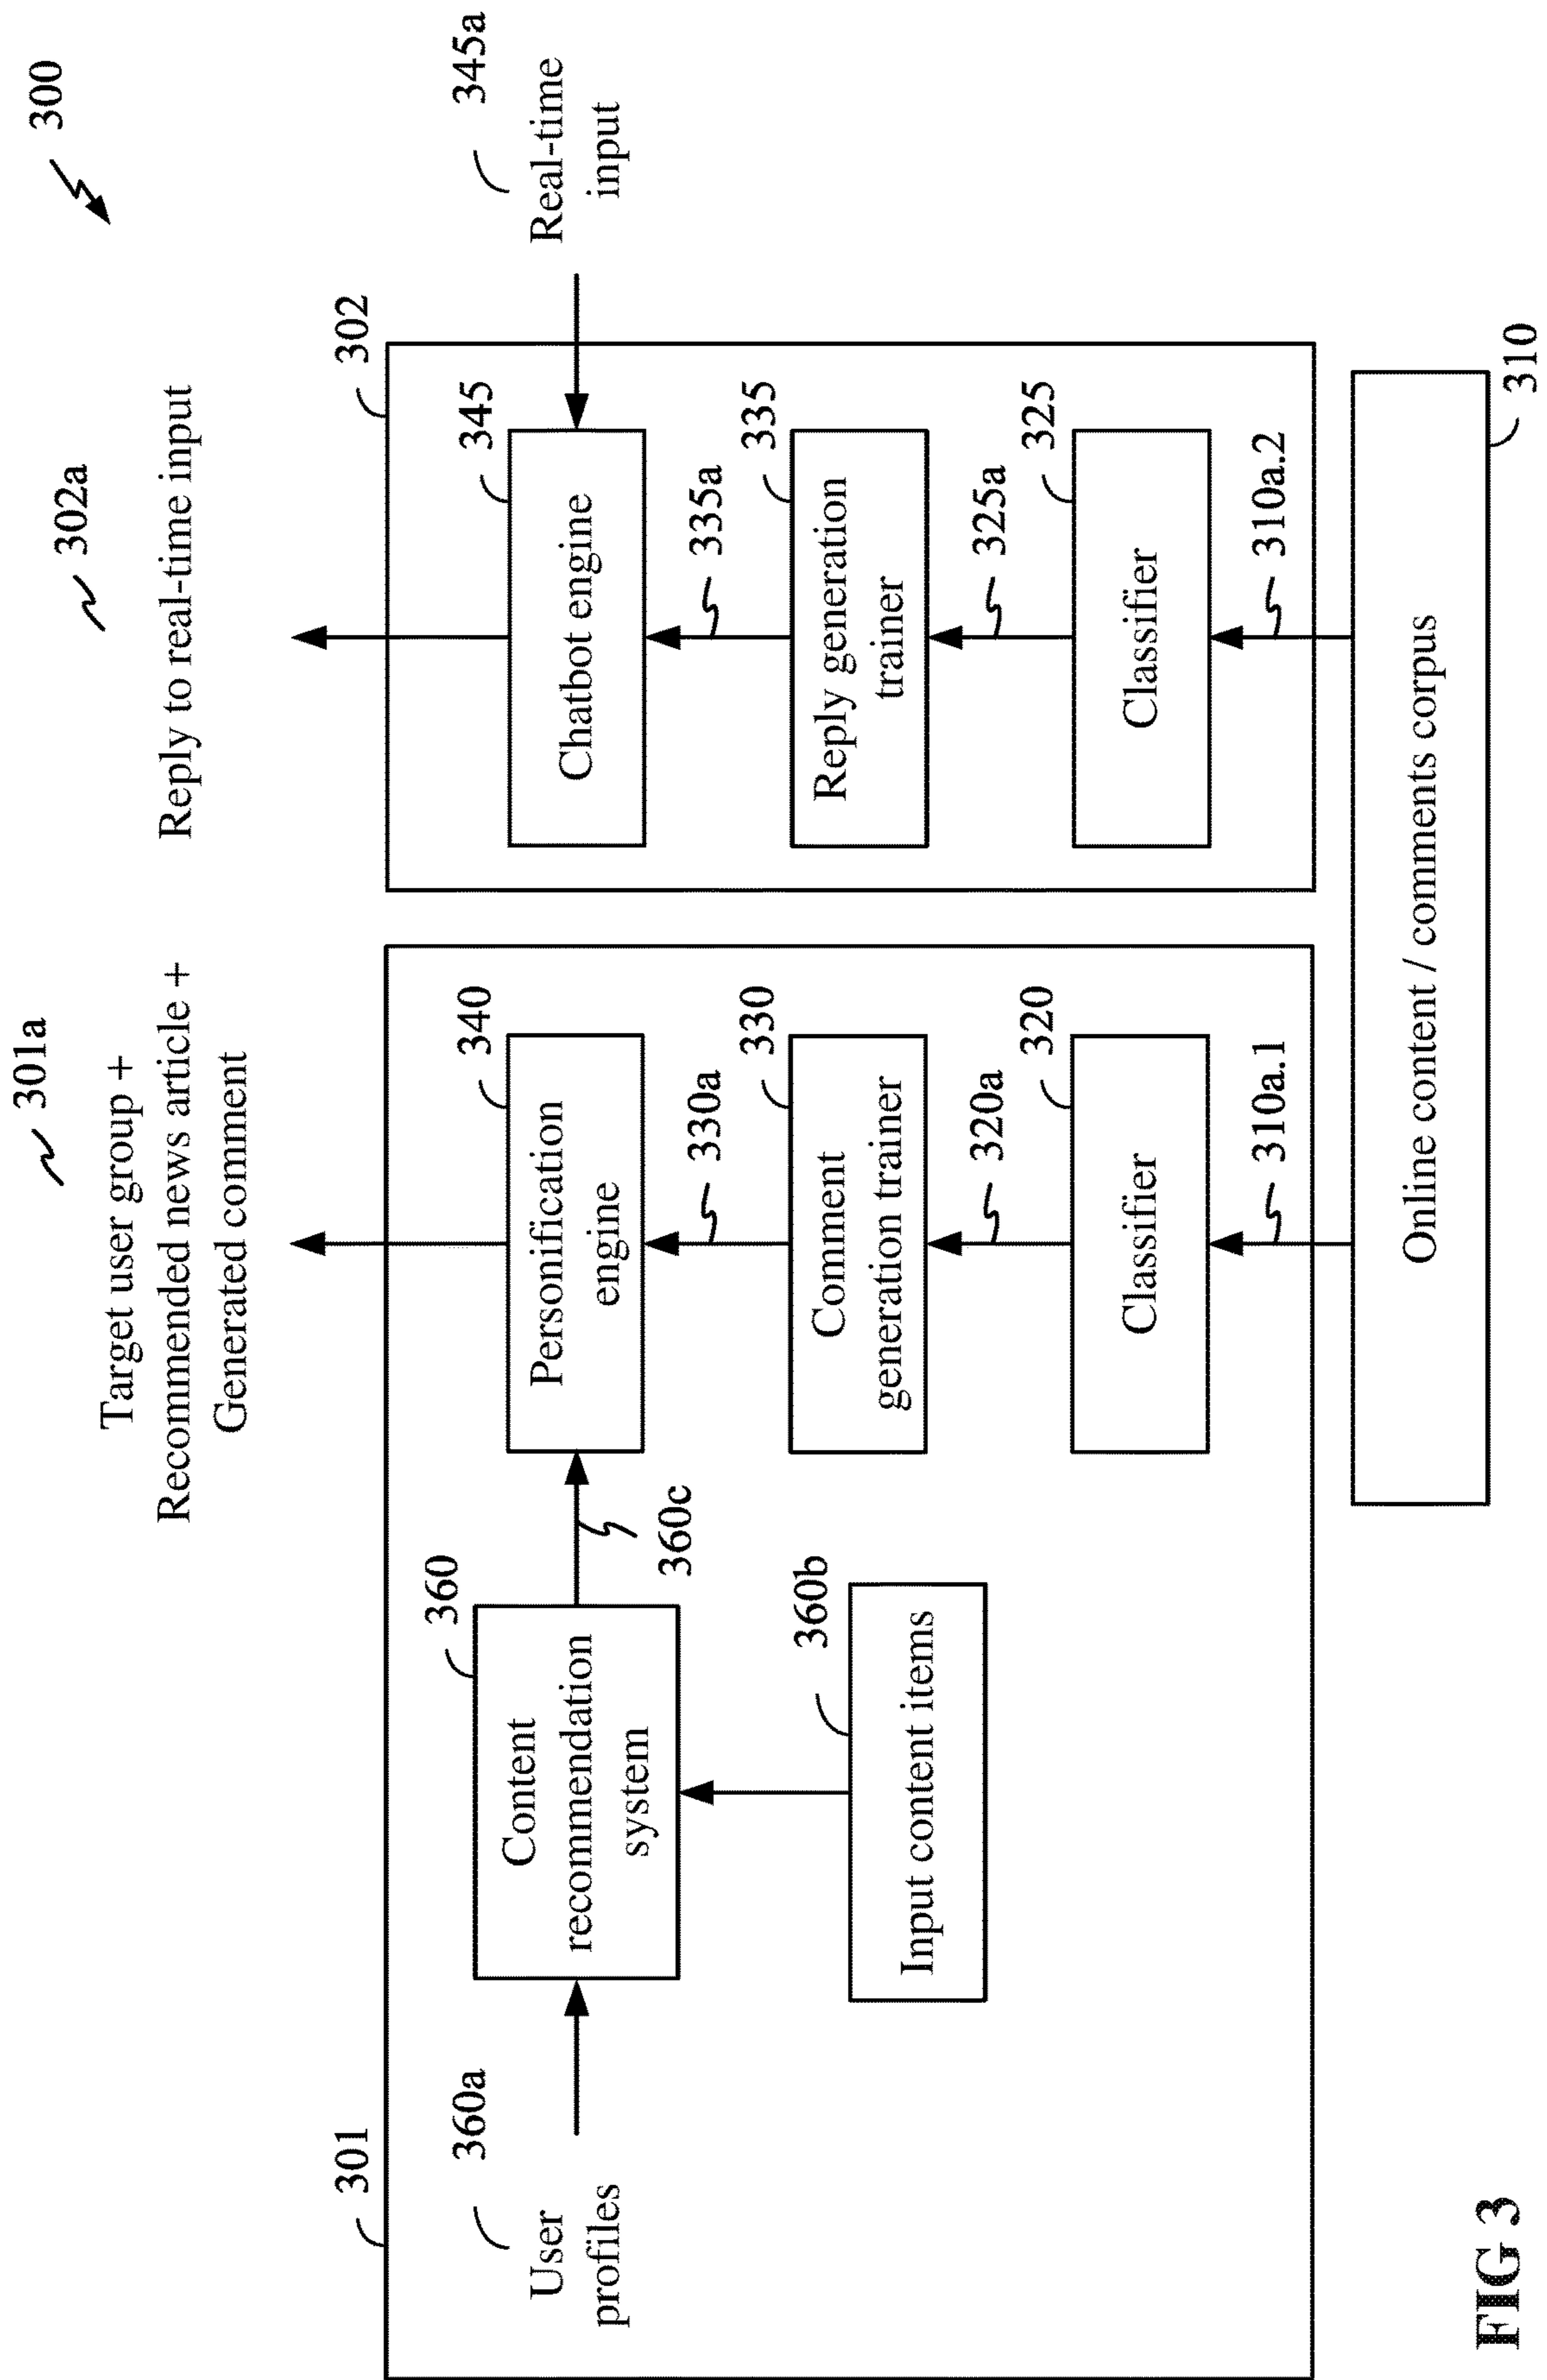 300
301a
Target user group +
Recommended news article +
Generated comment
302a
Reply to real-time input
301
302
360a
User
profiles
360
Content
recommendation
system
360c
340
Personification
engine
345
Chatbot engine
345a
Real-time
input
330a
335a
360b
Input content items
330
Comment
generation trainer
335
Reply generation
trainer
320a
325a
320
Classifier
325
Classifier
310a.1
310a.2
Online content / comments corpus
310
FIG 3